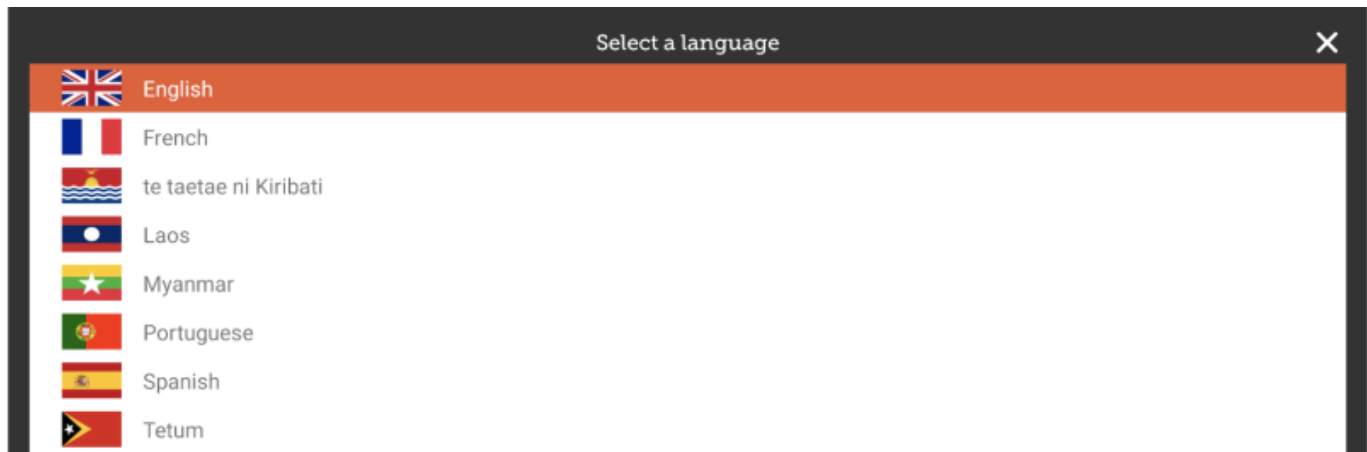 Select a language
English
French
te taetae ni Kiribati
Laos
Myanmar
Portuguese
Spanish
Tetum